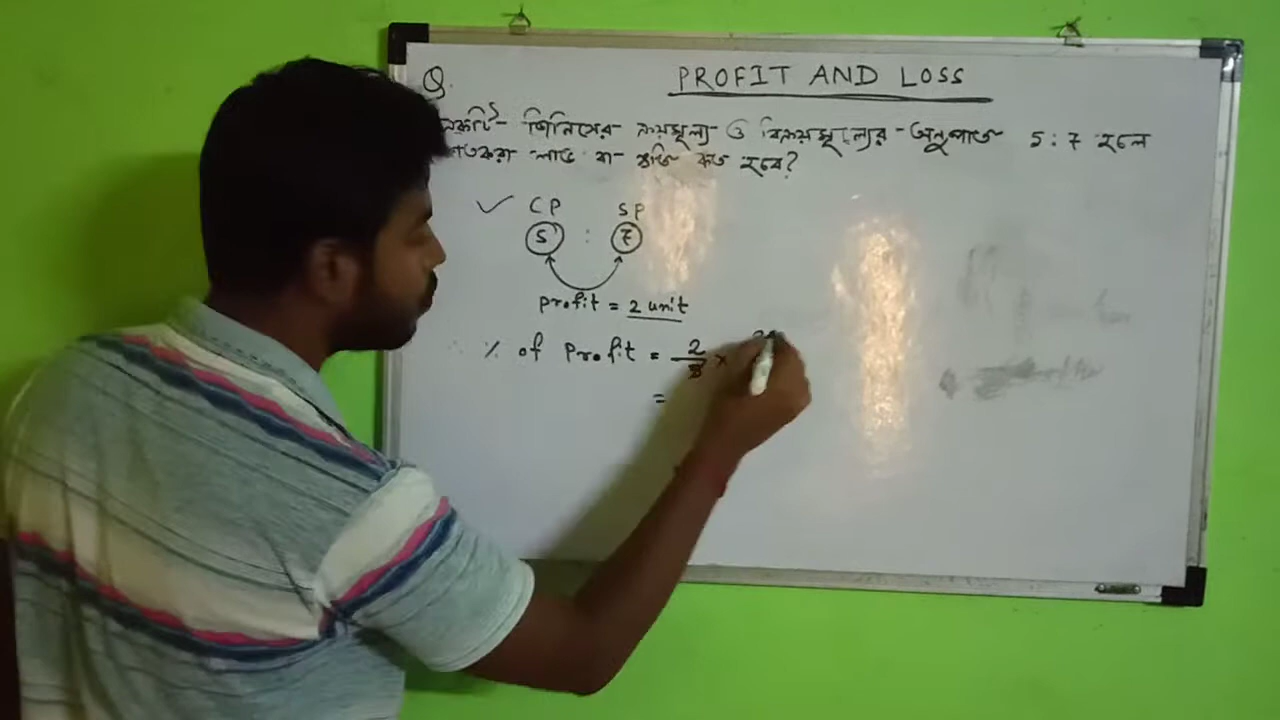 Q.
PROFIT AND LOSS
জিনিসের ক্রয়মূল্য ও বিক্রয়মূল্যের অনুপাত 5 : 7 হলে
লাভ বা ক্ষতি কত হবে?
✓ CP SP
5 : 7
Profit = 2 unit
% of Profit = 2/5 ×
=